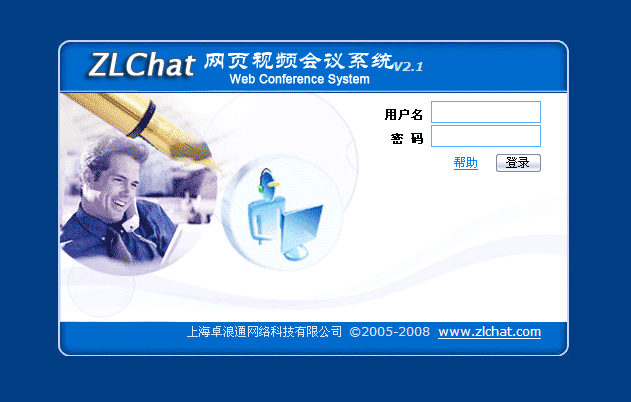 ZLChat 网页视频会议系统V2.1
Web Conference System
用户名
密 码
帮助 登录
上海卓浪通网络科技有限公司 ©2005-2008 www.zlchat.com